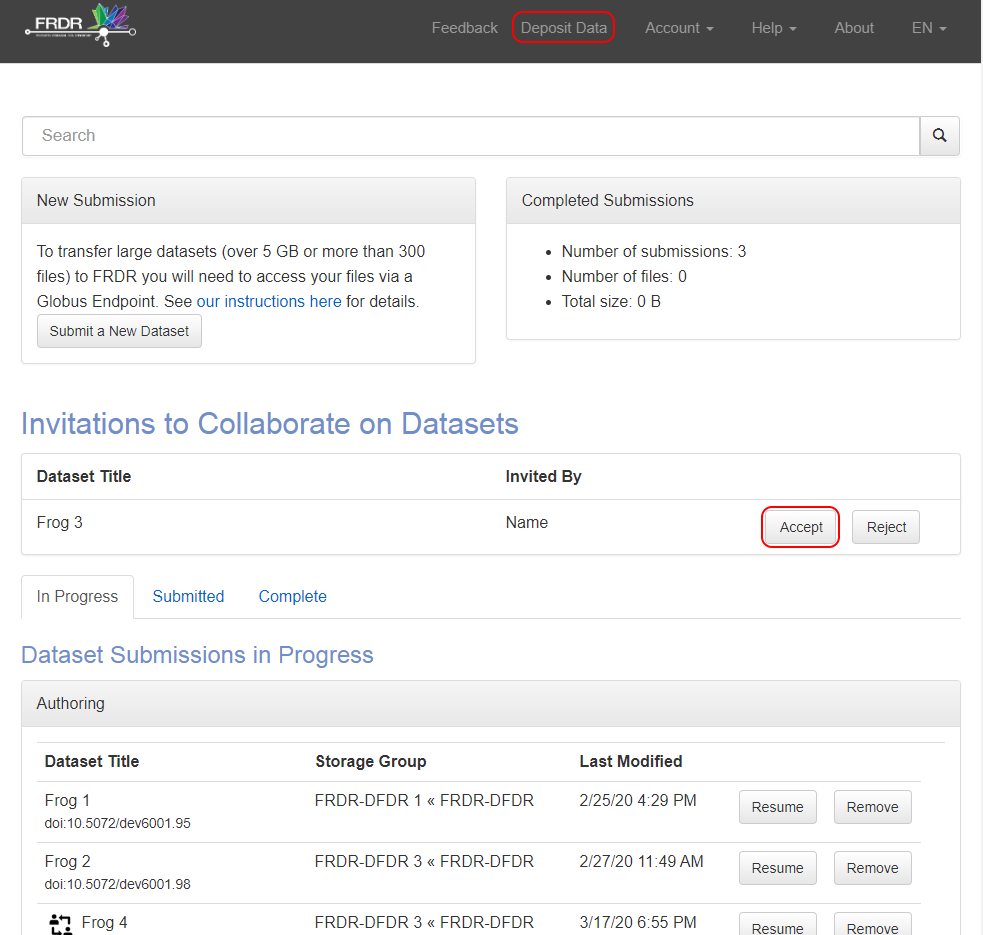 FRDR
Feedback
Deposit Data
Account
Help
About
EN
Search
New Submission
To transfer large datasets (over 5 GB or more than 300
files) to FRDR you will need to access your files via a
Globus Endpoint. See our instructions here for details.
Submit a New Dataset
Completed Submissions
• Number of submissions: 3
• Number of files: 0
• Total size: 0 B
Invitations to Collaborate on Datasets
Dataset Title Invited By
Frog 3 Name Accept Reject
In Progress Submitted Complete
Dataset Submissions in Progress
Authoring
Dataset Title Storage Group Last Modified
Frog 1 FRDR-DFDR 1 « FRDR-DFDR 2/25/20 4:29 PM Resume Remove
doi:10.5072/dev6001.95
Frog 2 FRDR-DFDR 3 « FRDR-DFDR 2/27/20 11:49 AM Resume Remove
doi:10.5072/dev6001.98
Frog 4 FRDR-DFDR 3 « FRDR-DFDR 3/17/20 6:55 PM Resume Remove